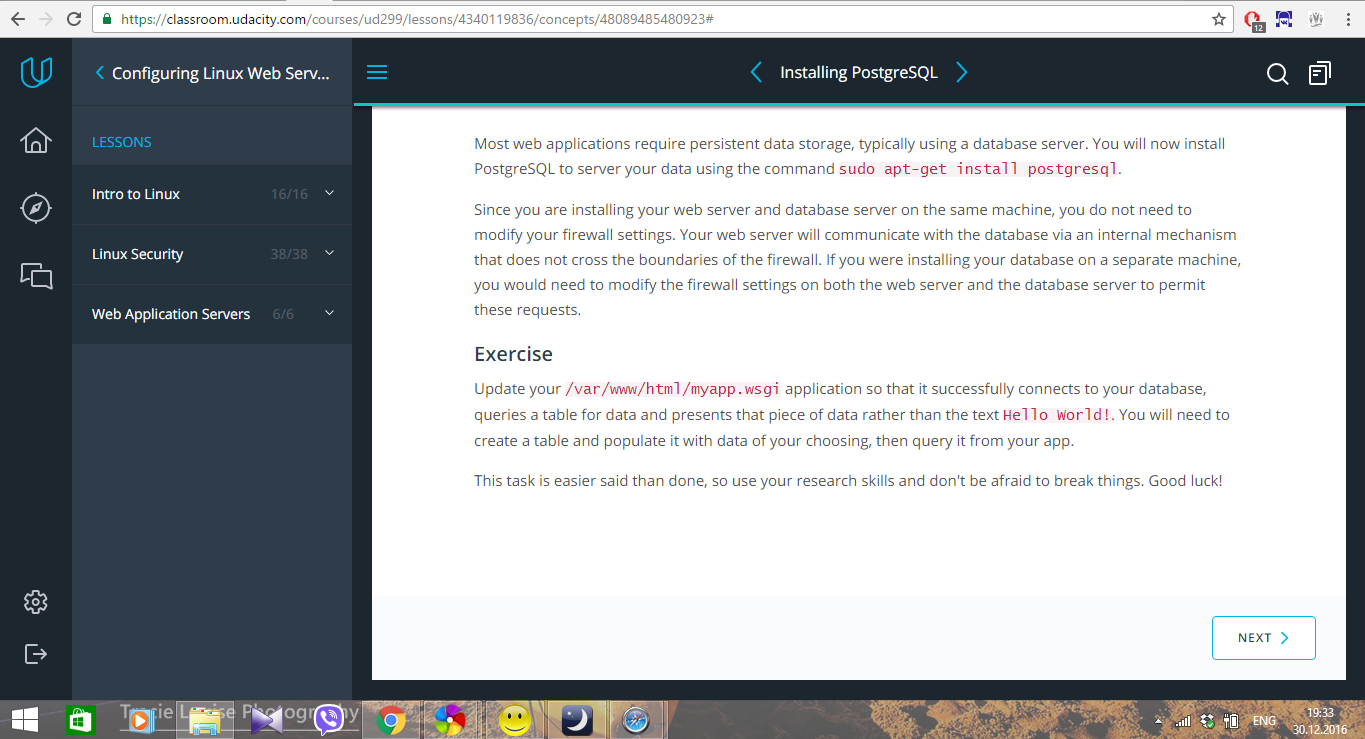 https://classroom.udacity.com/courses/ud299/lessons/4340119836/concepts/48089485480923#
12
Configuring Linux Web Serv...
Installing PostgreSQL
LESSONS
Intro to Linux 16/16
Linux Security 38/38
Web Application Servers 6/6
Most web applications require persistent data storage, typically using a database server. You will now install
PostgreSQL to server your data using the command sudo apt-get install postgresql.
Since you are installing your web server and database server on the same machine, you do not need to
modify your firewall settings. Your web server will communicate with the database via an internal mechanism
that does not cross the boundaries of the firewall. If you were installing your database on a separate machine,
you would need to modify the firewall settings on both the web server and the database server to permit
these requests.
Exercise
Update your /var/www/html/myapp.wsgi application so that it successfully connects to your database,
queries a table for data and presents that piece of data rather than the text Hello World!. You will need to
create a table and populate it with data of your choosing, then query it from your app.
This task is easier said than done, so use your research skills and don't be afraid to break things. Good luck!
NEXT
Photography
ENG
19:33
30.12.2016